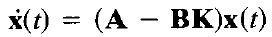 ẋ(t) = (A − BK)x(t)